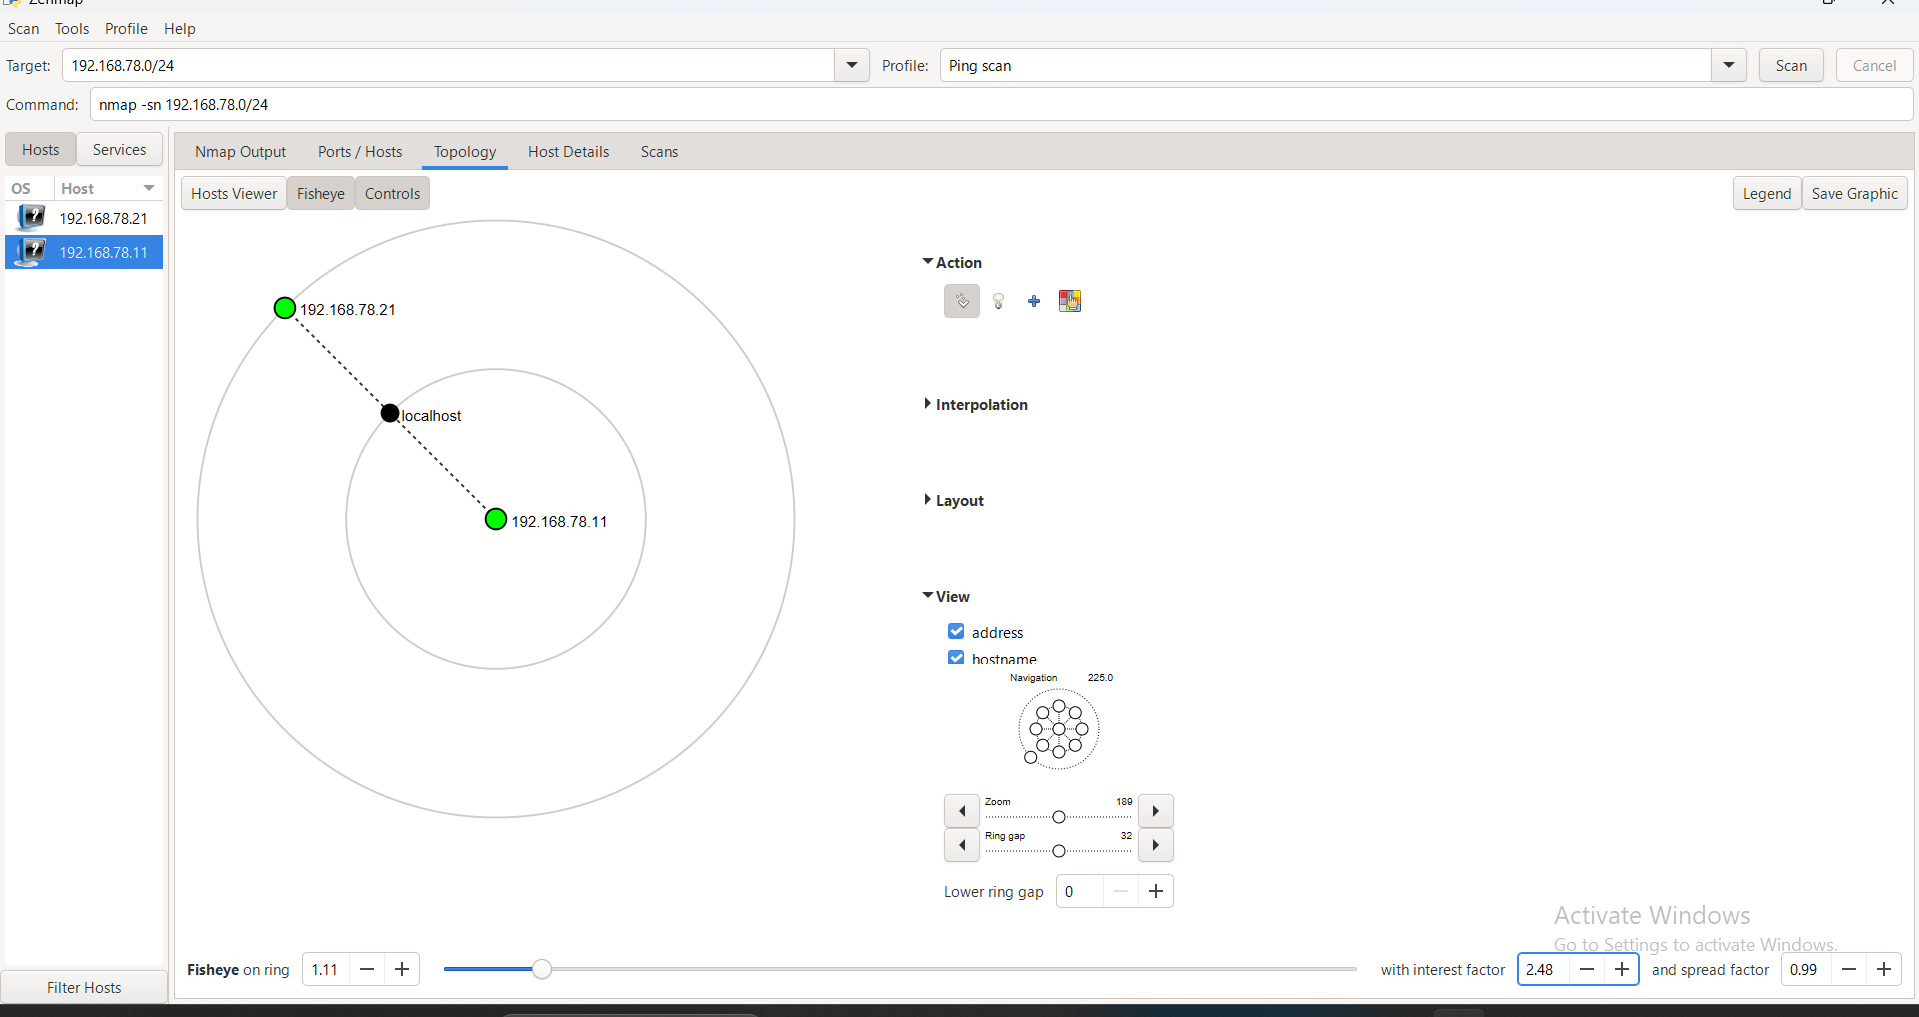 Zenmap
Scan Tools Profile Help
Target: 192.168.78.0/24 Profile: Ping scan Scan Cancel
Command: nmap -sn 192.168.78.0/24
Hosts Services Nmap Output Ports / Hosts Topology Host Details Scans
OS Host Hosts Viewer Fisheye Controls Legend Save Graphic
192.168.78.21
192.168.78.11
192.168.78.21
localhost
192.168.78.11
Action
Interpolation
Layout
View
address
hostname
Navigation 225.0
Zoom 189
Ring gap 32
Lower ring gap 0
Activate Windows
Go to Settings to activate Windows.
Fisheye on ring 1.11 with interest factor 2.48 and spread factor 0.99
Filter Hosts